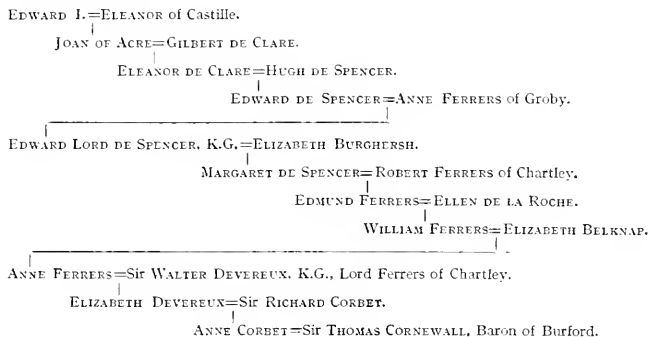 EDWARD I.=ELEANOR of Castille.
JOAN OF ACRE=GILBERT DE CLARE.
ELEANOR DE CLARE=HUGH DE SPENCER.
EDWARD DE SPENCER=ANNE FERRERS of Groby.
EDWARD LORD DE SPENCER, K.G.=ELIZABETH BURGHERSH.
MARGARET DE SPENCER=ROBERT FERRERS of Chartley.
EDMUND FERRERS=ELLEN DE LA ROCHE.
WILLIAM FERRERS=ELIZABETH BELKNAP.
ANNE FERRERS=Sir WALTER DEVEREUX, K.G., Lord Ferrers of Chartley.
ELIZABETH DEVEREUX=Sir RICHARD CORBET.
ANNE CORBET=Sir THOMAS CORNEWALL, Baron of Burford.